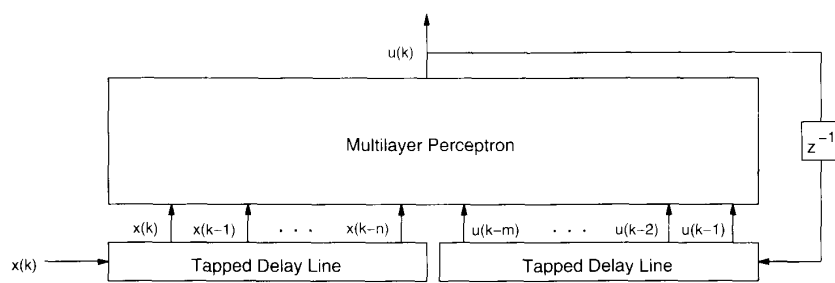 u(k)
Multilayer Perceptron
z⁻¹
x(k) x(k−1) . . . x(k−n) u(k−m) . . . u(k−2) u(k−1)
x(k) Tapped Delay Line Tapped Delay Line